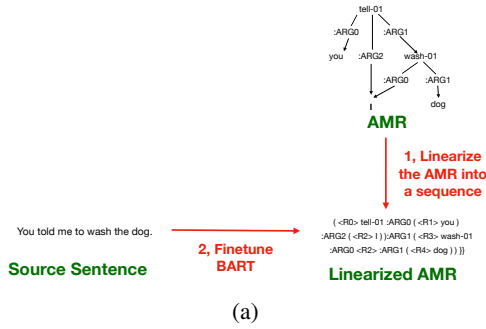 tell-01
:ARG0 :ARG1
you :ARG2 wash-01
:ARG0 :ARG1
I dog
AMR
1, Linearize
the AMR into
a sequence
( <R0> tell-01 :ARG0 ( <R1> you )
You told me to wash the dog. :ARG2 ( <R2> I ) ):ARG1 ( <R3> wash-01
2, Finetune :ARG0 <R2> :ARG1 ( <R4> dog ) ) }}
BART
Source Sentence Linearized AMR
(a)